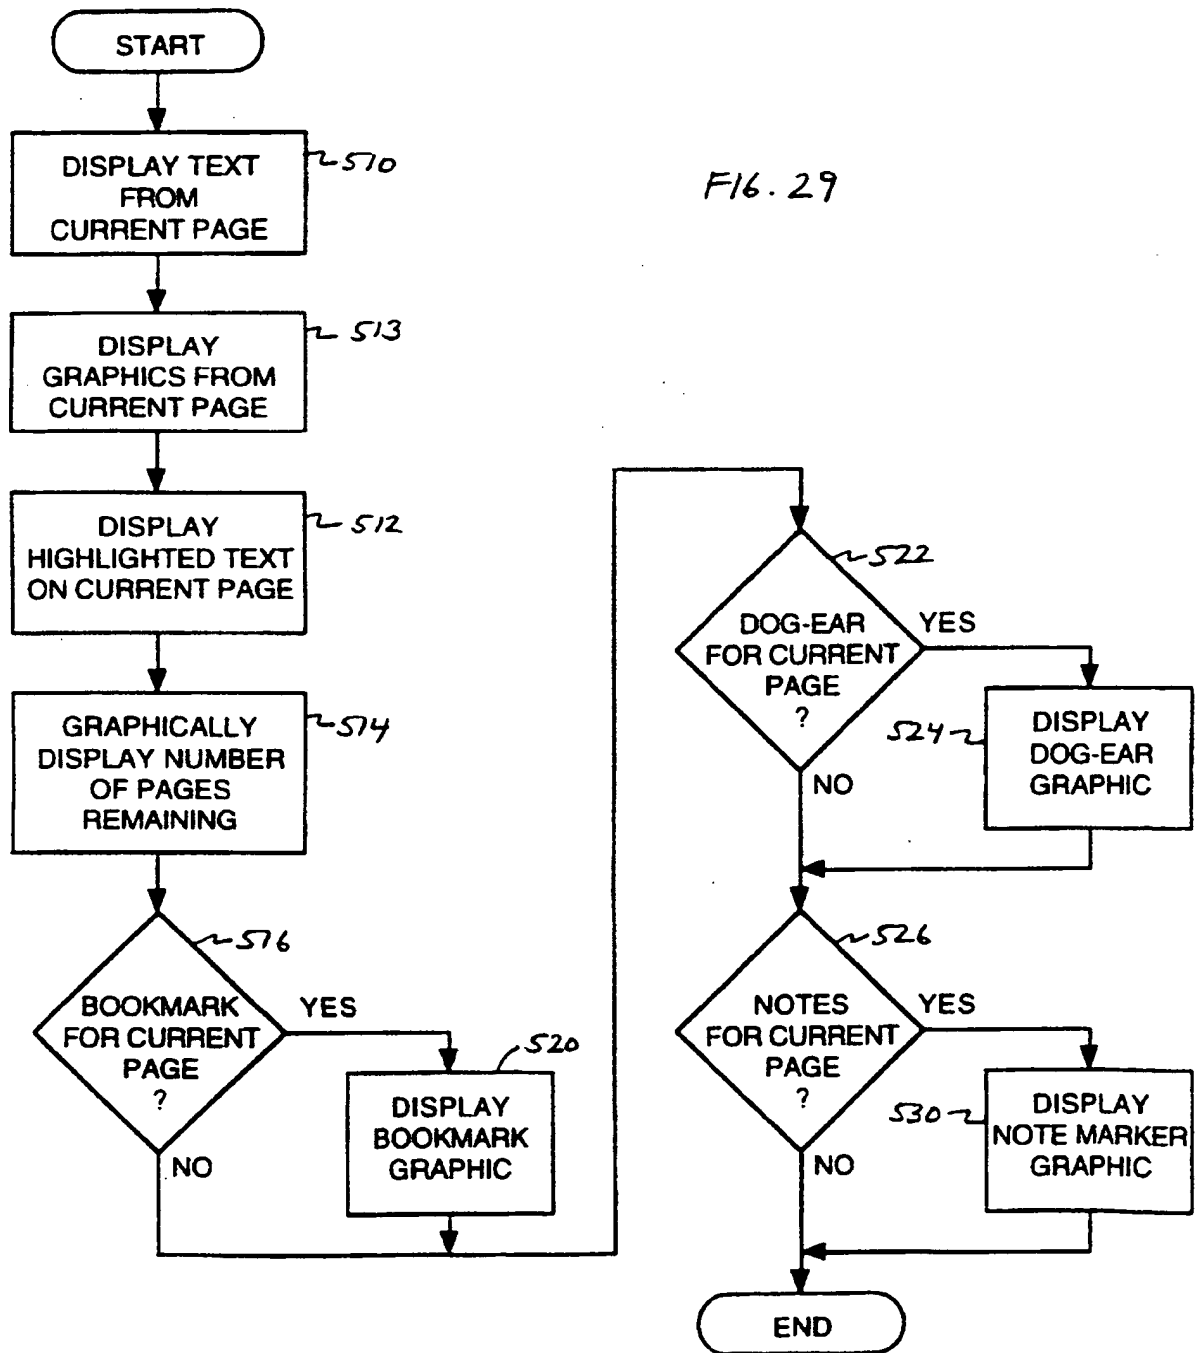 START
DISPLAY TEXT
FROM
CURRENT PAGE
510
FIG. 29
DISPLAY
GRAPHICS FROM
CURRENT PAGE
513
DISPLAY
HIGHLIGHTED TEXT
ON CURRENT PAGE
512
GRAPHICALLY
DISPLAY NUMBER
OF PAGES
REMAINING
514
BOOKMARK
FOR CURRENT
PAGE
?
516
YES
NO
520
DISPLAY
BOOKMARK
GRAPHIC
522
DOG-EAR
FOR CURRENT
PAGE
?
YES
NO
524
DISPLAY
DOG-EAR
GRAPHIC
526
NOTES
FOR CURRENT
PAGE
?
YES
NO
530
DISPLAY
NOTE MARKER
GRAPHIC
END